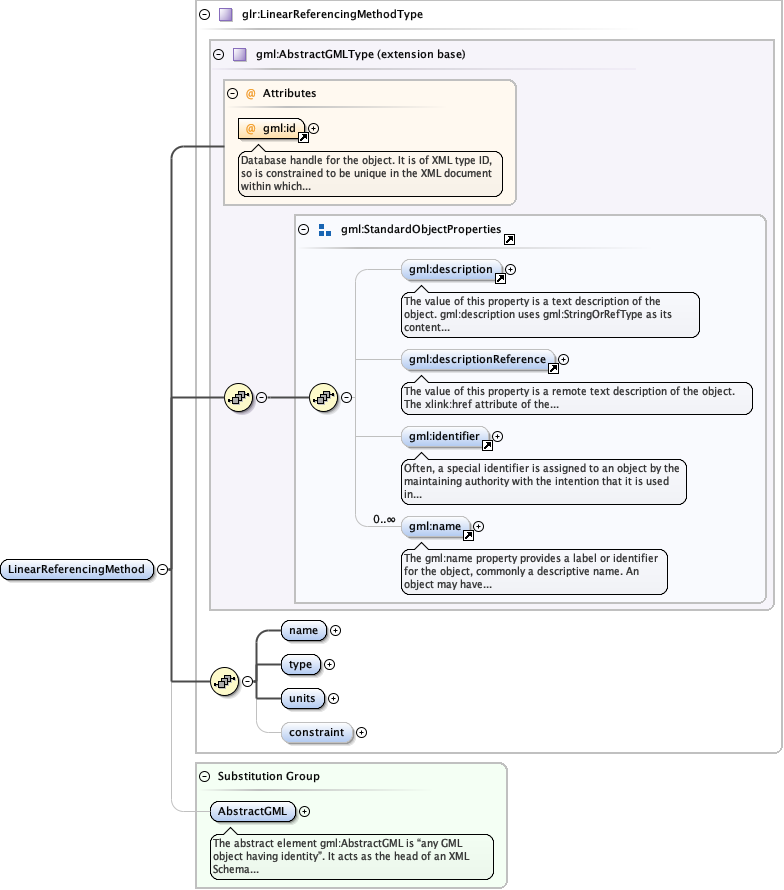 glr:LinearReferencingMethodType
gml:AbstractGMLType (extension base)
@ Attributes
@ gml:id
Database handle for the object. It is of XML type ID,
so is constrained to be unique in the XML document
within which...
gml:StandardObjectProperties
gml:description
The value of this property is a text description of the
object. gml:description uses gml:StringOrRefType as its
content...
gml:descriptionReference
The value of this property is a remote text description of the object.
The xlink:href attribute of the...
gml:identifier
Often, a special identifier is assigned to an object by the
maintaining authority with the intention that it is used
in...
0..∞
gml:name
The gml:name property provides a label or identifier
for the object, commonly a descriptive name. An
object may have...
LinearReferencingMethod
name
type
units
constraint
Substitution Group
AbstractGML
The abstract element gml:AbstractGML is "any GML
object having identity". It acts as the head of an XML
Schema...